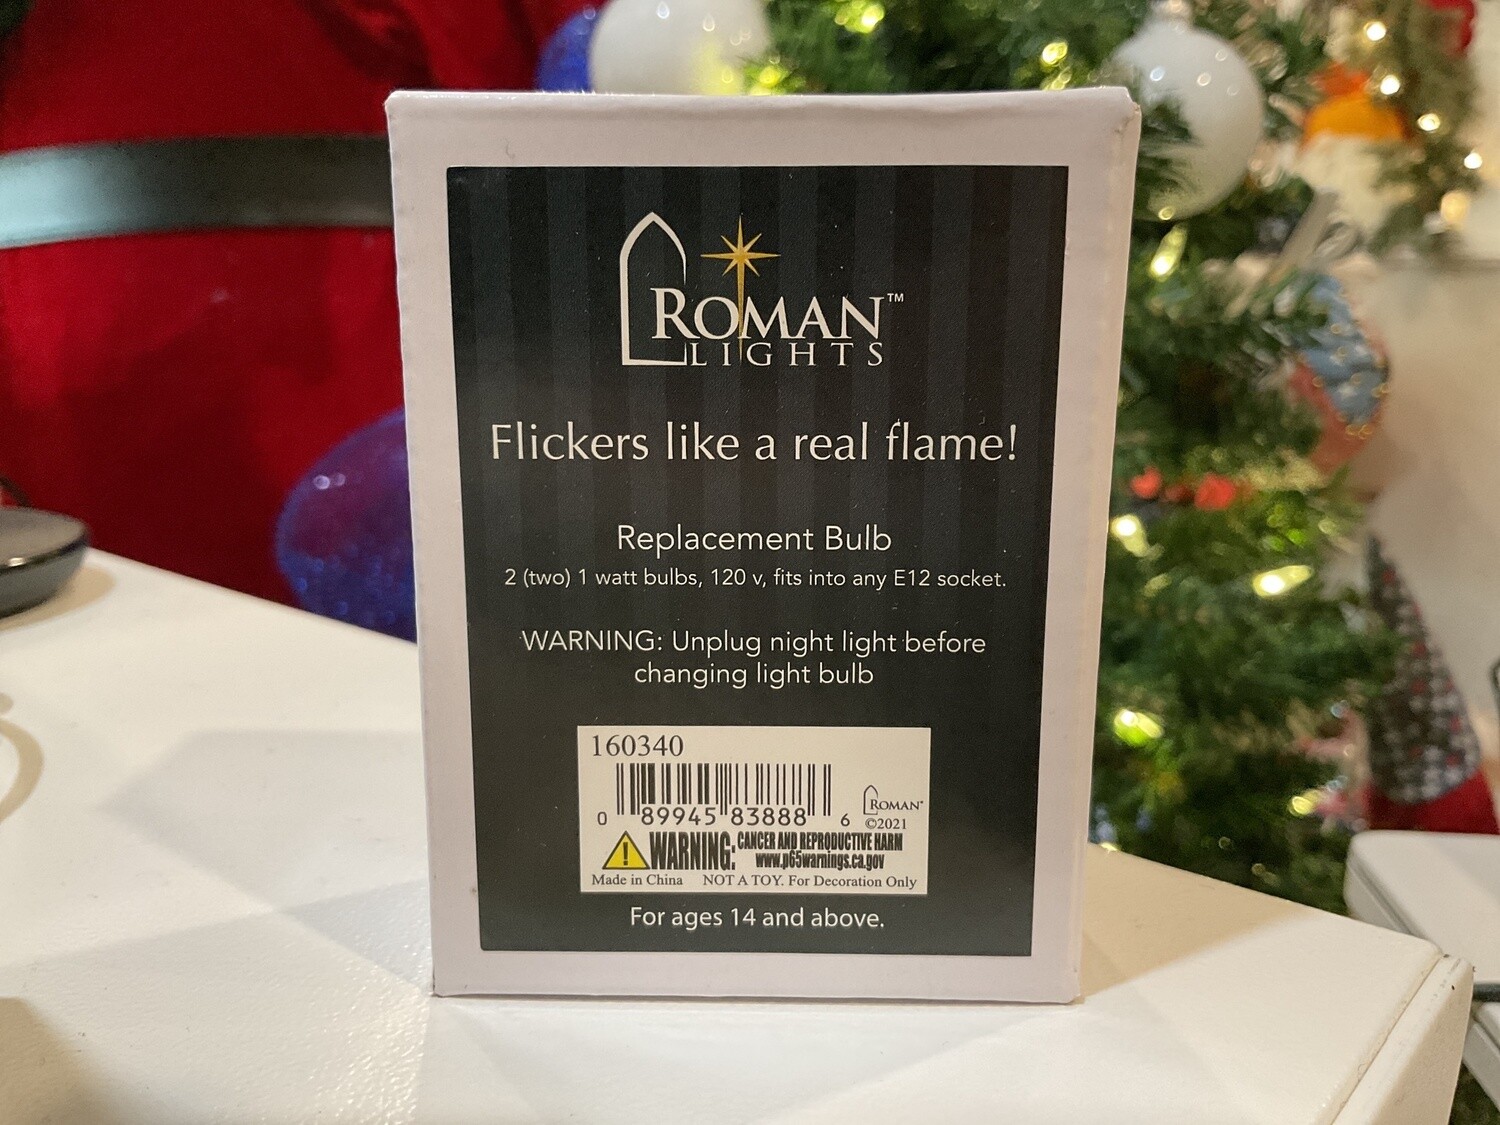 ROMAN™
LIGHTS
Flickers like a real flame!
Replacement Bulb
2 (two) 1 watt bulbs, 120 v, fits into any E12 socket.
WARNING: Unplug night light before
changing light bulb
160340
0 89945 83888 6
ROMAN
©2021
WARNING: CANCER AND REPRODUCTIVE HARM
www.p65warnings.ca.gov
Made in China NOT A TOY. For Decoration Only
For ages 14 and above.